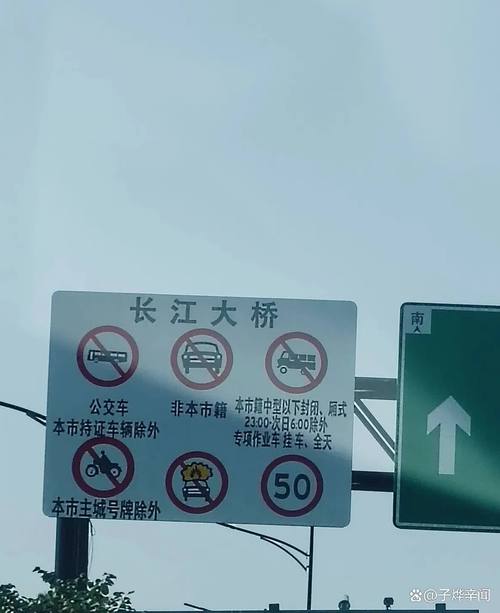 长江大桥
公交车
本市持证车辆除外
非本市籍
本市籍中型以下封闭、厢式
23:00-次日6:00除外
专项作业车 挂车、全天
本市主城号牌除外
50
南
人
@子烨辛闻